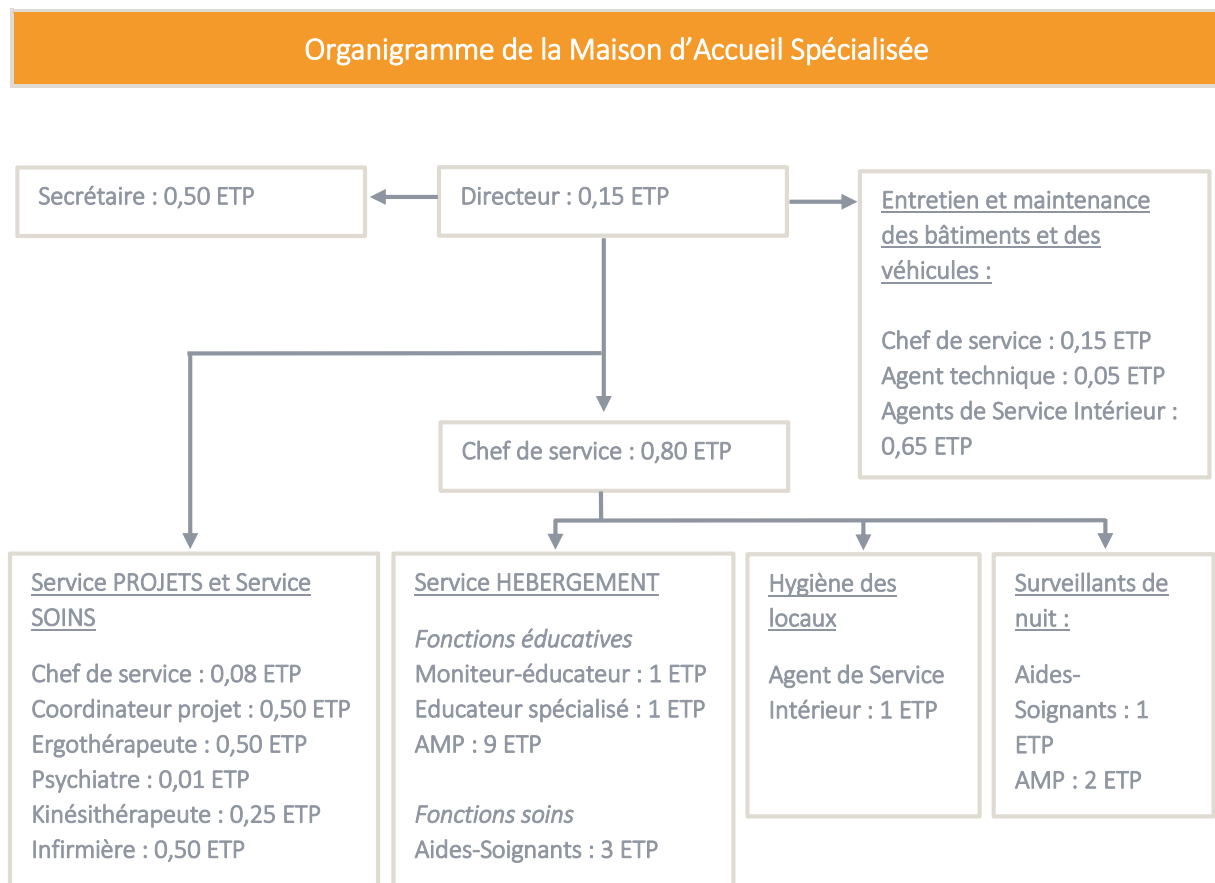 Organigramme de la Maison d’Accueil Spécialisée
Secrétaire : 0,50 ETP
Directeur : 0,15 ETP
Entretien et maintenance
des bâtiments et des
véhicules :
Chef de service : 0,15 ETP
Agent technique : 0,05 ETP
Agents de Service Intérieur :
0,65 ETP
Chef de service : 0,80 ETP
Service PROJETS et Service
SOINS
Chef de service : 0,08 ETP
Coordinateur projet : 0,50 ETP
Ergothérapeute : 0,50 ETP
Psychiatre : 0,01 ETP
Kinésithérapeute : 0,25 ETP
Infirmière : 0,50 ETP
Service HEBERGEMENT
Fonctions éducatives
Moniteur-éducateur : 1 ETP
Educateur spécialisé : 1 ETP
AMP : 9 ETP
Fonctions soins
Aides-Soignants : 3 ETP
Hygiène des
locaux
Agent de Service
Intérieur : 1 ETP
Surveillants de
nuit :
Aides-
Soignants : 1
ETP
AMP : 2 ETP